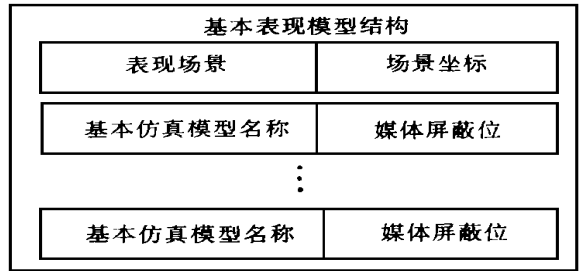 基本表现模型结构
表现场景 场景坐标
基本仿真模型名称 媒体屏蔽位
⋮
基本仿真模型名称 媒体屏蔽位